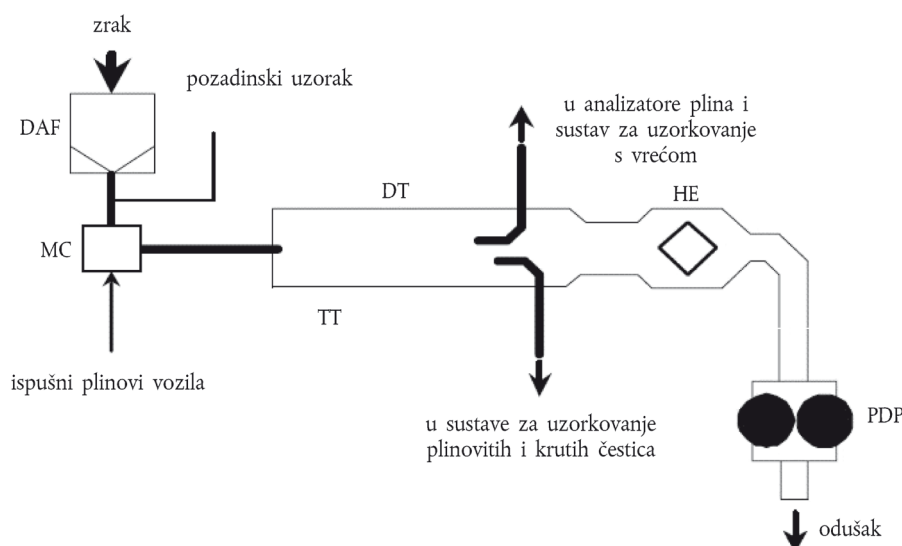 zrak
pozadinski uzorak
DAF
u analizatore plina i
sustav za uzorkovanje
s vrećom
DT
HE
MC
TT
ispušni plinovi vozila
u sustave za uzorkovanje
plinovitih i krutih čestica
PDP
odušak